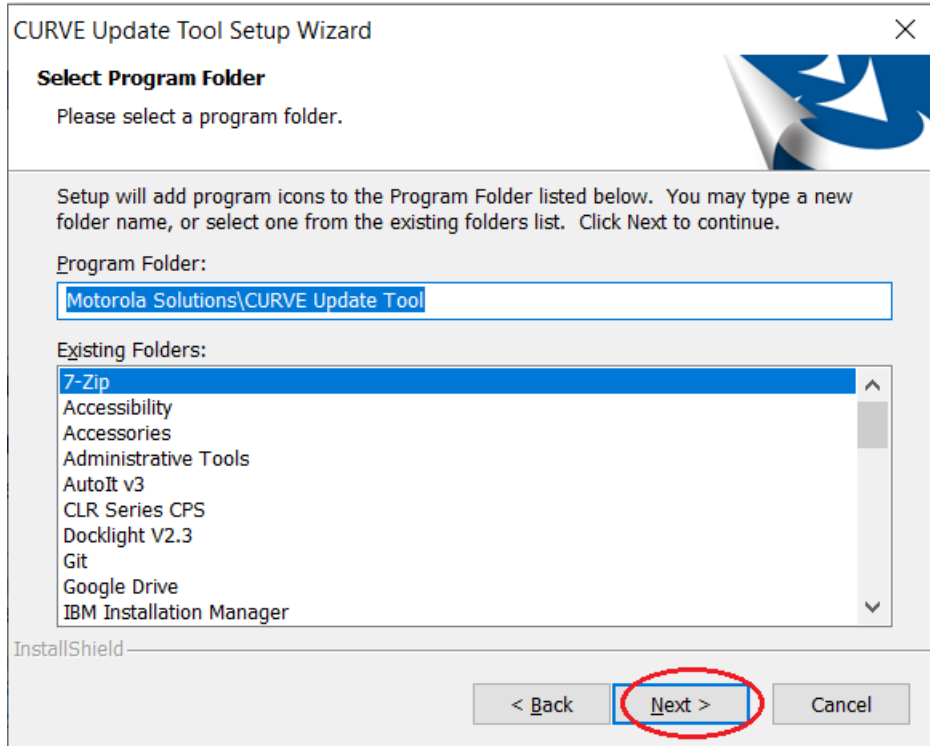 CURVE Update Tool Setup Wizard
Select Program Folder
Please select a program folder.
Setup will add program icons to the Program Folder listed below.  You may type a new
folder name, or select one from the existing folders list.  Click Next to continue.
Program Folder:
Motorola Solutions\CURVE Update Tool
Existing Folders:
7-Zip
Accessibility
Accessories
Administrative Tools
AutoIt v3
CLR Series CPS
Docklight V2.3
Git
Google Drive
IBM Installation Manager
InstallShield
< Back
Next >
Cancel